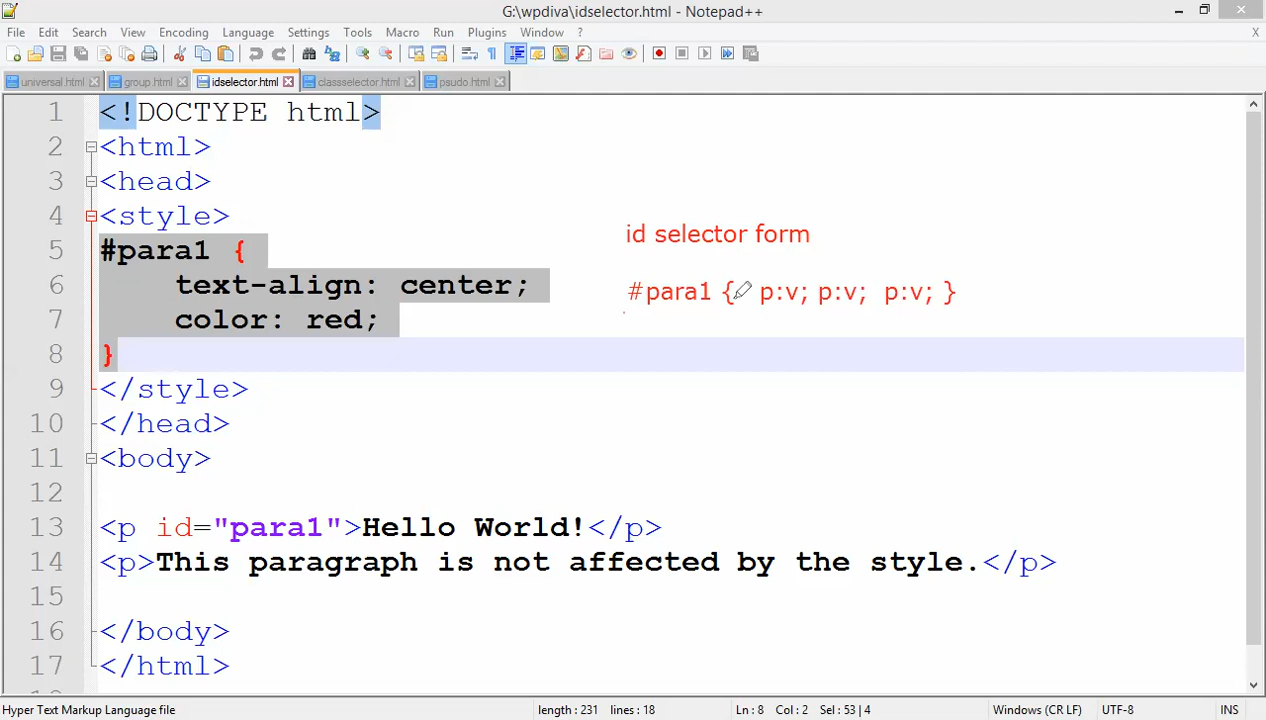 G:\wpdiva\idselector.html - Notepad++
File Edit Search View Encoding Language Settings Tools Macro Run Plugins Window ? X
universal.html group.html idselector.html classselector.html psudo.html
1 <!DOCTYPE html>
2 <html>
3 <head>
4 <style>
id selector form
5 #para1 {
6 text-align: center;
#para1 { p:v; p:v; p:v; }
7 color: red;
8 }
9 </style>
10 </head>
11 <body>
12
13 <p id="para1">Hello World!</p>
14 <p>This paragraph is not affected by the style.</p>
15
16 </body>
17 </html>
Hyper Text Markup Language file length : 231 lines : 18 Ln : 8 Col : 2 Sel : 53 | 4 Windows (CR LF) UTF-8 INS